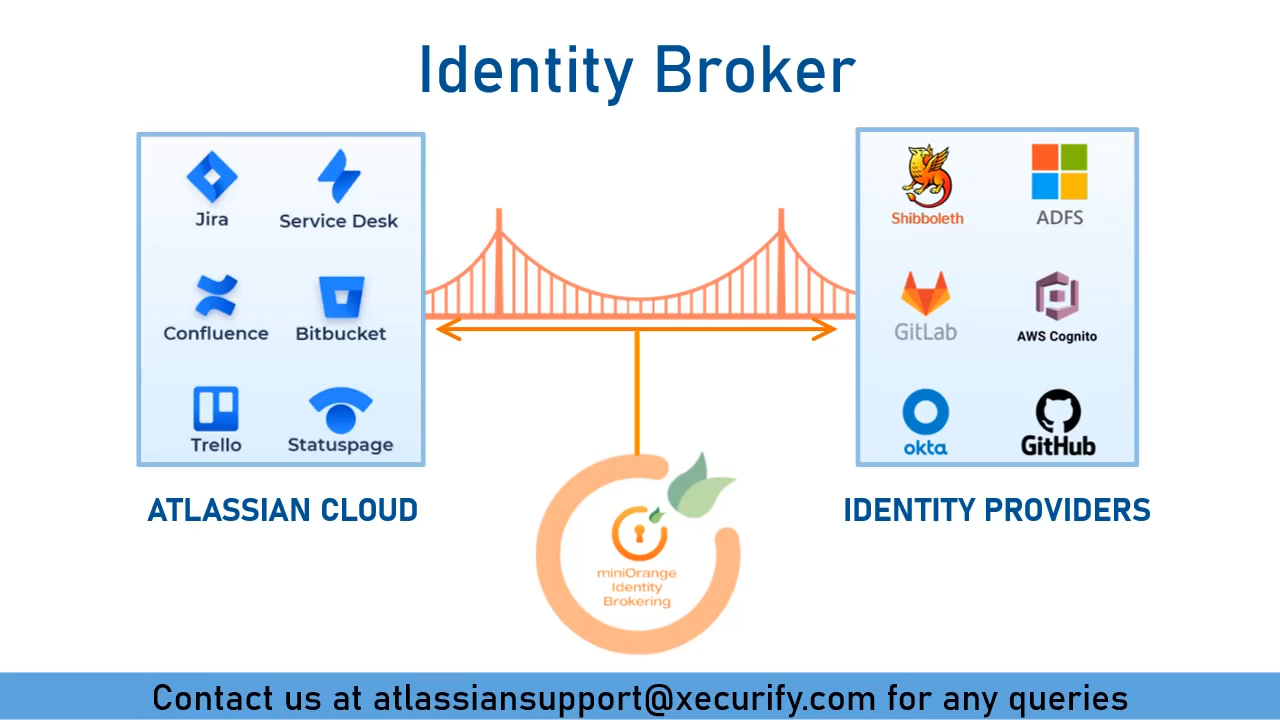 Identity Broker
Jira
Service Desk
Confluence
Bitbucket
Trello
Statuspage
ATLASSIAN CLOUD
Shibboleth
ADFS
GitLab
AWS Cognito
okta
GitHub
IDENTITY PROVIDERS
miniOrange
Identity
Brokering
Contact us at atlassiansupport@xecurify.com for any queries